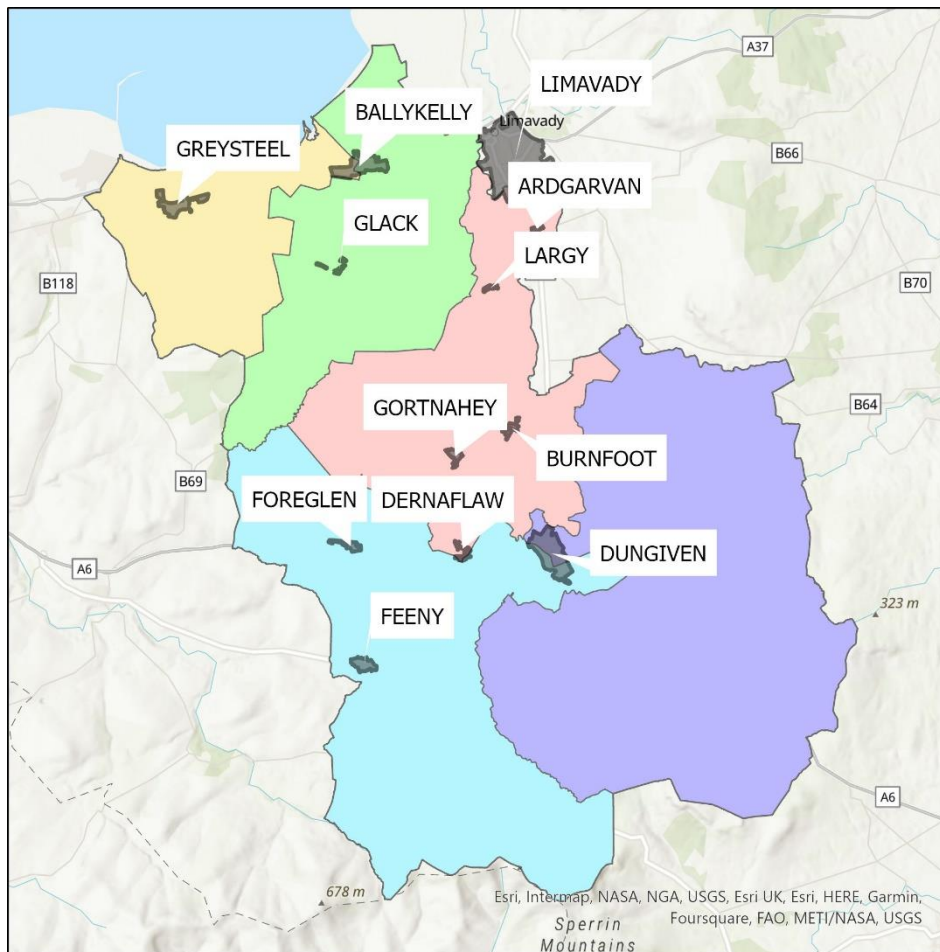 A37
LIMAVADY
Limavady
BALLYKELLY
B66
GREYSTEEL
ARDGARVAN
GLACK
LARGY
B118
B70
GORTNAHEY
B64
BURNFOOT
B69
FOREGLEN
DERNAFLAW
DUNGIVEN
A6
323 m
FEENY
A6
678 m
Esri, Intermap, NASA, NGA, USGS, Esri UK, Esri, HERE, Garmin,
Foursquare, FAO, METI/NASA, USGS
Sperrin
Mountains